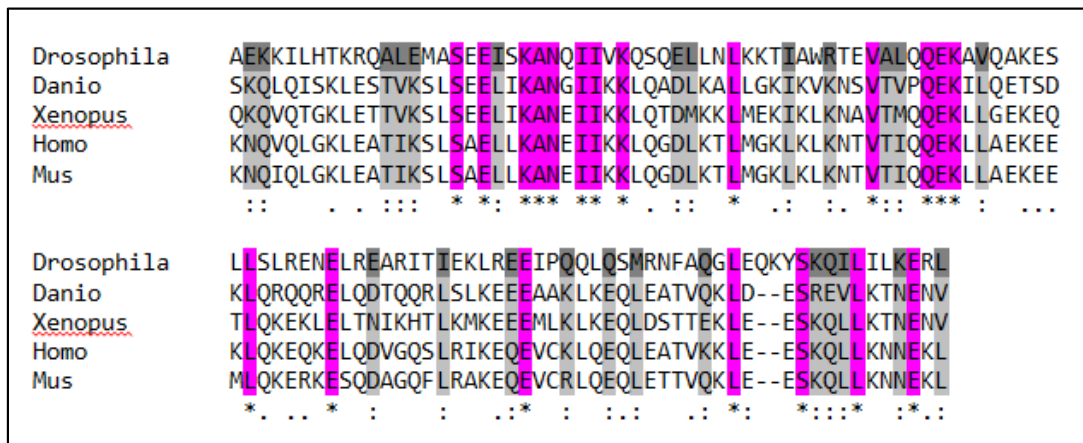 Drosophila AEKKILHTKRQALEMASEEISKANQIIVKQSQELLNLKKTIAWRTEVALQQEKAVQAKES
Danio SKQLQISKLESTVKSLSEELIKANGIIKKLQADLKALLGKIKVKNSVTVPQEKILQETSD
Xenopus QKQVQTGKLETTVKSLSEELIKANEIIKKLQTDMKKLMEKIKLKNAVTMQQEKLLGEKEQ
Homo KNQVQLGKLEATIKSLSAELLKANEIIKKLQGDLKTLMGKLKLKNTVTIQQEKLLAEKEE
Mus KNQIQLGKLEATIKSLSAELLKANEIIKKLQGDLKTLMGKLKLKNTVTIQQEKLLAEKEE
:: . . ::: * *: *** ** * . :: * .: :. *:: *** : ...
Drosophila LLSLRENELREARITIEKLREEIPQQLQSMRNFAQGLEQKYSKQILILKERL
Danio KLQRQQRELQDTQQRLSLKEEEAAKLKEQLEATVQKLD--ESREVLKTNENV
Xenopus TLQKEKLELTNIKHTLKMKEEEMLKLKEQLDSTTEKLE--ESKQLLKTNENV
Homo KLQKEQKELQDVGQSLRIKEQEVCKLQEQLEATVKKLE--ESKQLLKNNEKL
Mus MLQKERKESQDAGQFLRAKEQEVCRLQEQLETTVQKLE--ESKQLLKNNEKL
*. .. * : : .:* : :.: .: *: *:::* :*.: